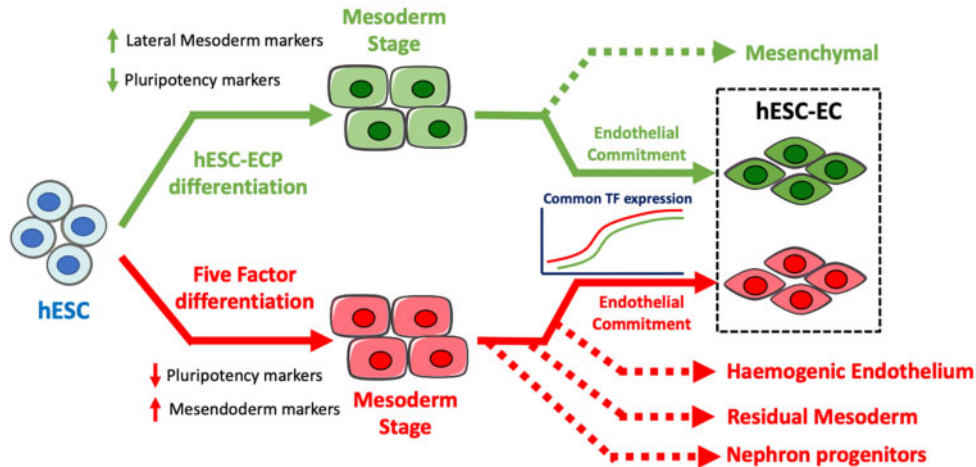 Lateral Mesoderm markers
Pluripotency markers
Mesoderm
Stage
Mesenchymal
hESC-EC
hESC-ECP
differentiation
Endothelial
Commitment
Common TF expression
hESC
Five Factor
differentiation
Endothelial
Commitment
Pluripotency markers
Mesendoderm markers
Mesoderm
Stage
Haemogenic Endothelium
Residual Mesoderm
Nephron progenitors